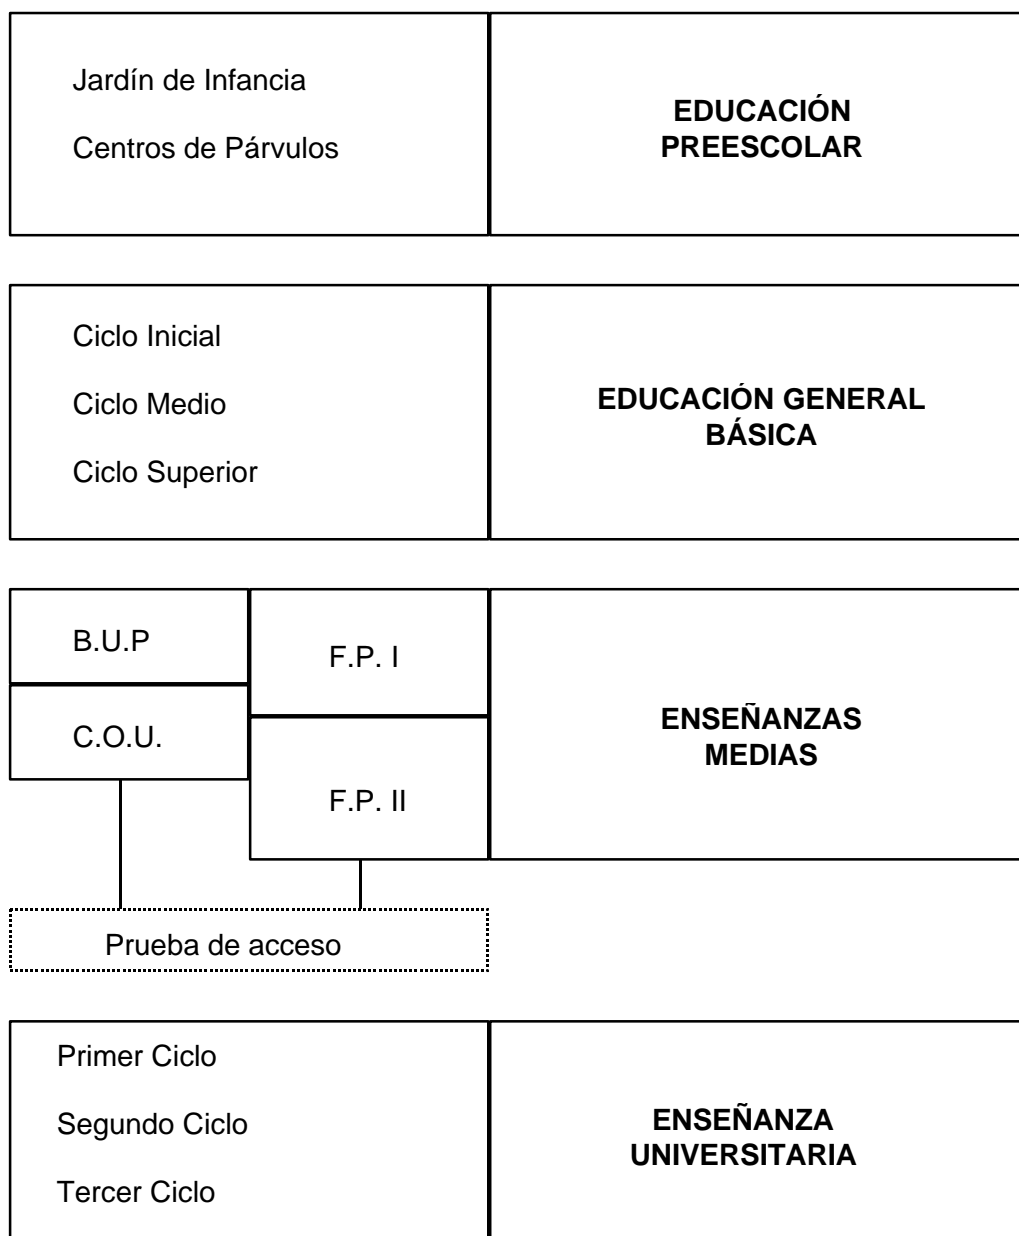 Jardín de Infancia
Centros de Párvulos
EDUCACIÓN
PREESCOLAR
Ciclo Inicial
Ciclo Medio
Ciclo Superior
EDUCACIÓN GENERAL
BÁSICA
B.U.P
C.O.U.
F.P. I
F.P. II
ENSEÑANZAS
MEDIAS
Prueba de acceso
Primer Ciclo
Segundo Ciclo
Tercer Ciclo
ENSEÑANZA
UNIVERSITARIA